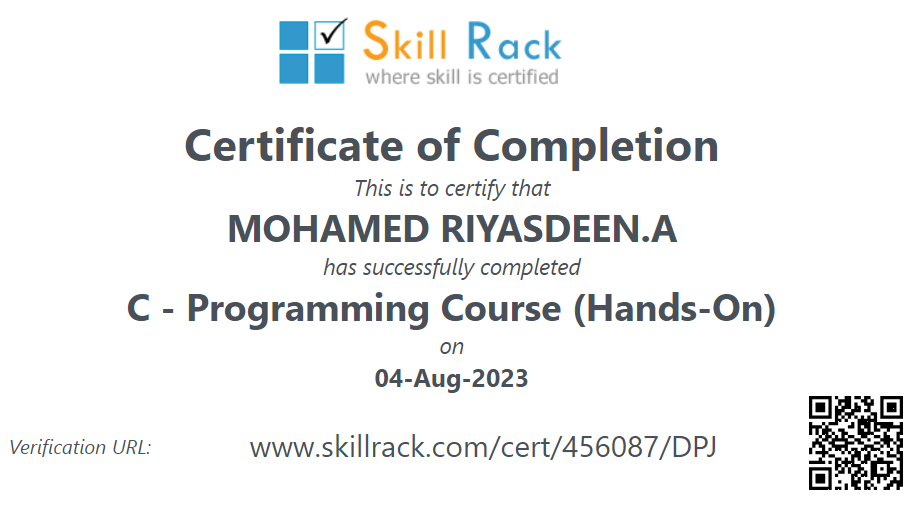 Skill Rack
where skill is certified
Certificate of Completion
This is to certify that
MOHAMED RIYASDEEN.A
has successfully completed
C - Programming Course (Hands-On)
on
04-Aug-2023
Verification URL: www.skillrack.com/cert/456087/DPJ